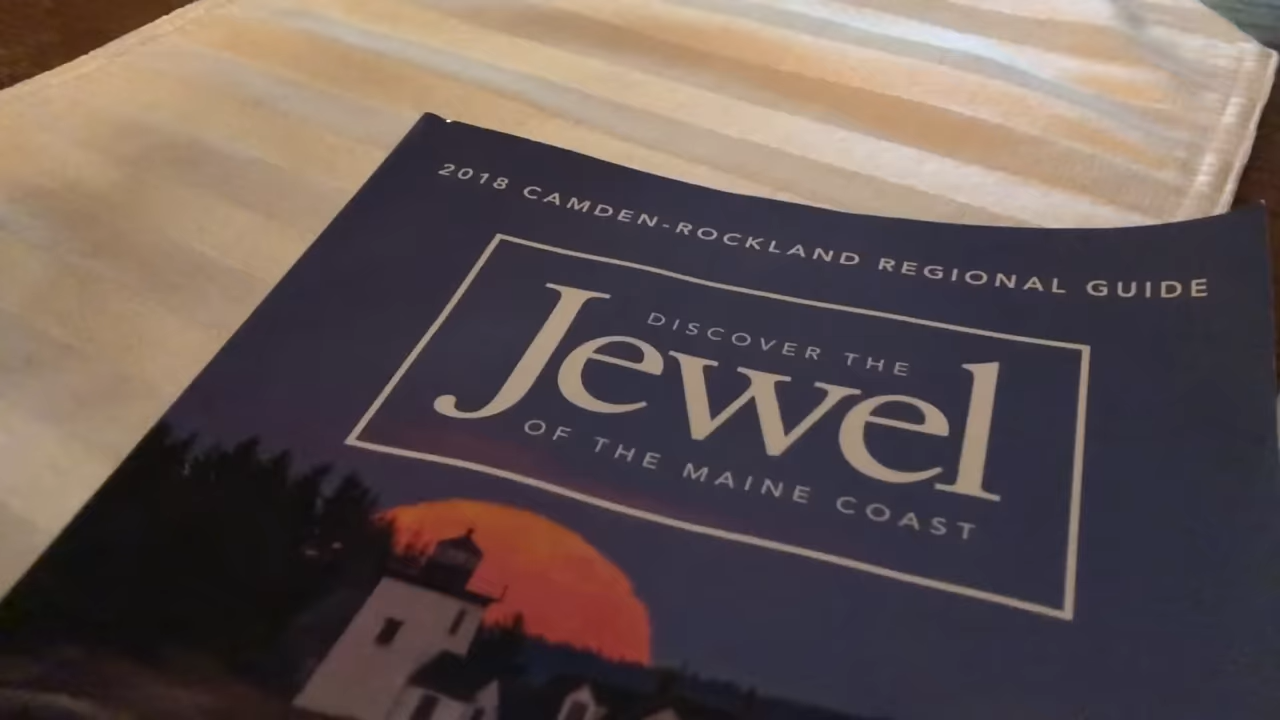 2018 CAMDEN-ROCKLAND REGIONAL GUIDE
DISCOVER THE
Jewel
OF THE MAINE COAST